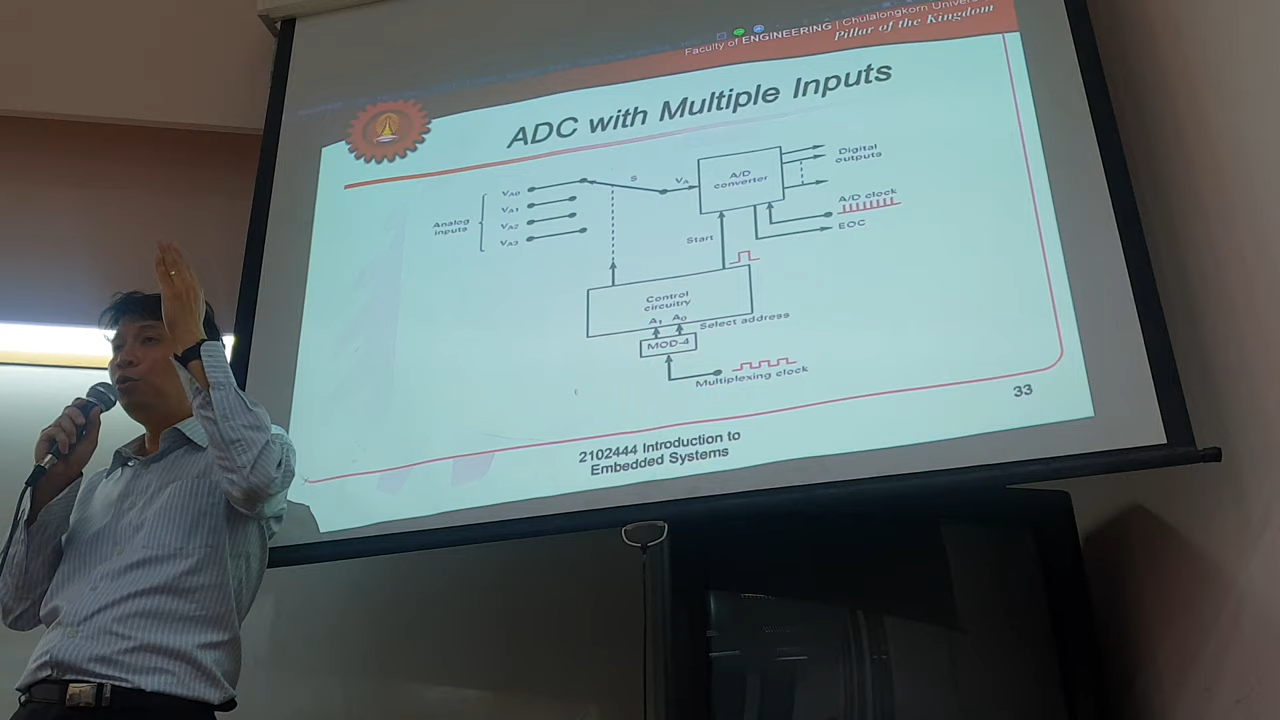 Faculty of ENGINEERING | Chulalongkorn University
Pillar of the Kingdom
ADC with Multiple Inputs
Analog
inputs
VA0
VA1
VA2
VA3
S
VA
A/D
converter
Digital
outputs
A/D clock
EOC
Start
Control
circuitry
A1 A0
Select address
MOD-4
Multiplexing clock
33
2102444 Introduction to
Embedded Systems